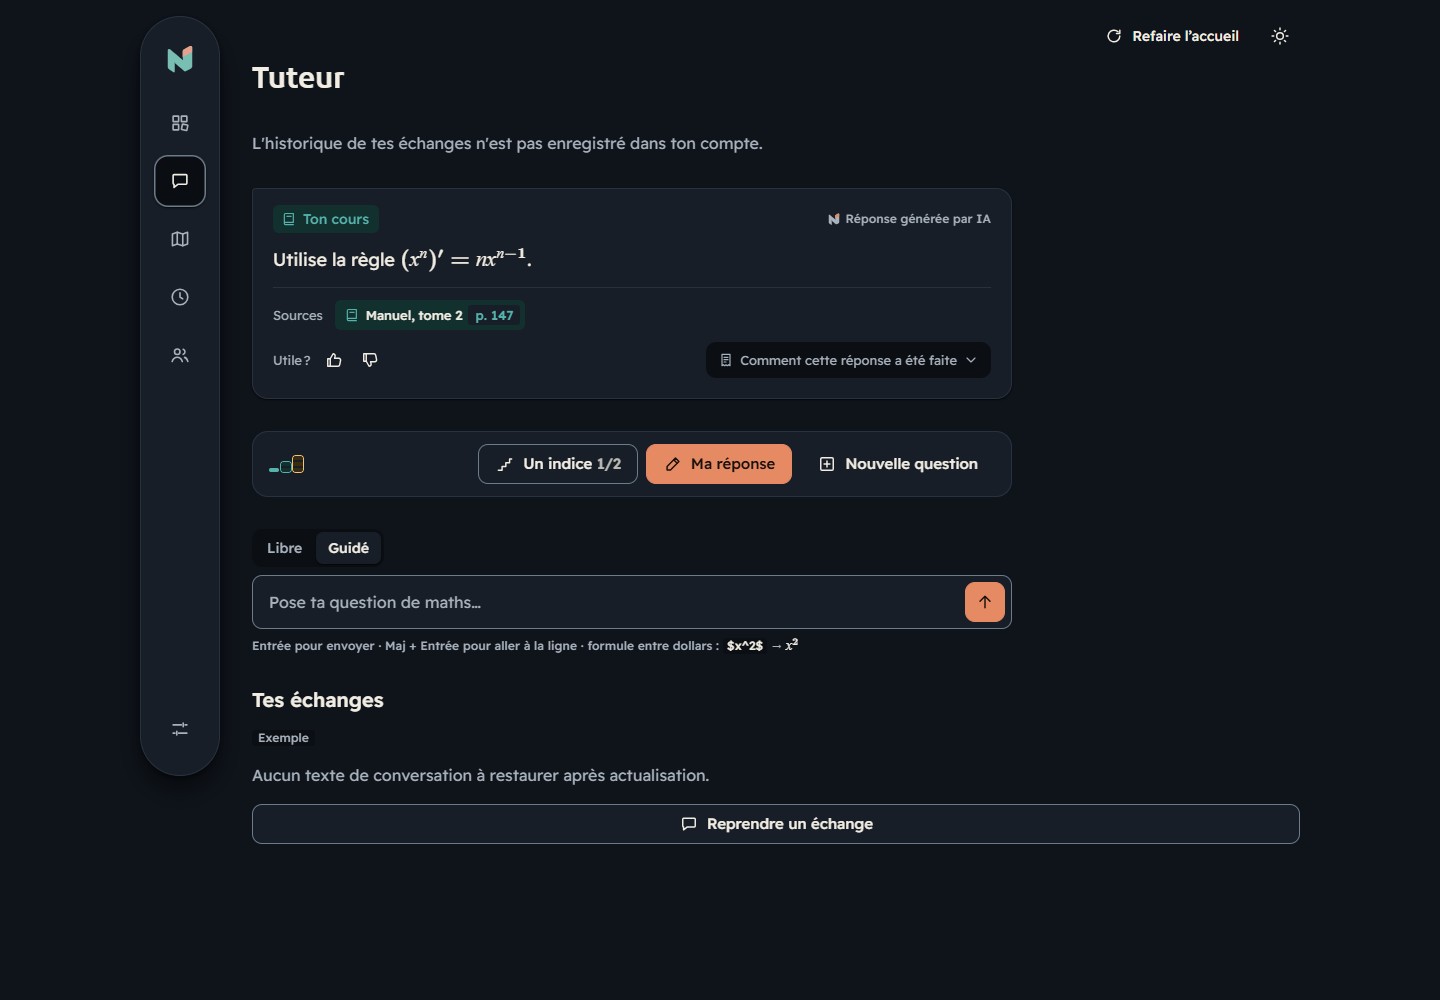 Refaire l'accueil
Tuteur
L'historique de tes échanges n'est pas enregistré dans ton compte.
Ton cours
Réponse générée par IA
Utilise la règle (xⁿ)′ = nxⁿ⁻¹.
Sources Manuel, tome 2 p. 147
Utile ?
Comment cette réponse a été faite
Un indice 1/2
Ma réponse
Nouvelle question
Libre Guidé
Pose ta question de maths…
Entrée pour envoyer · Maj + Entrée pour aller à la ligne · formule entre dollars : $x^2$ → x²
Tes échanges
Exemple
Aucun texte de conversation à restaurer après actualisation.
Reprendre un échange